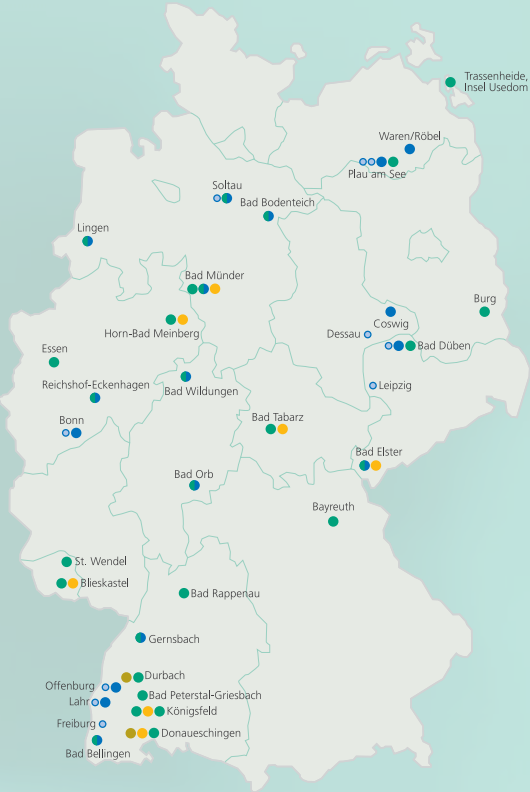 Trassenheide,
Insel Usedom
Waren/Röbel
Plau am See
Soltau
Bad Bodenteich
Lingen
Bad Münder
Burg
Horn-Bad Meinberg
Coswig
Dessau
Bad Düben
Essen
Reichshof-Eckenhagen
Bad Wildungen
Leipzig
Bonn
Bad Tabarz
Bad Elster
Bad Orb
Bayreuth
St. Wendel
Blieskastel
Bad Rappenau
Gernsbach
Durbach
Offenburg
Bad Peterstal-Griesbach
Lahr
Königsfeld
Freiburg
Donaueschingen
Bad Bellingen